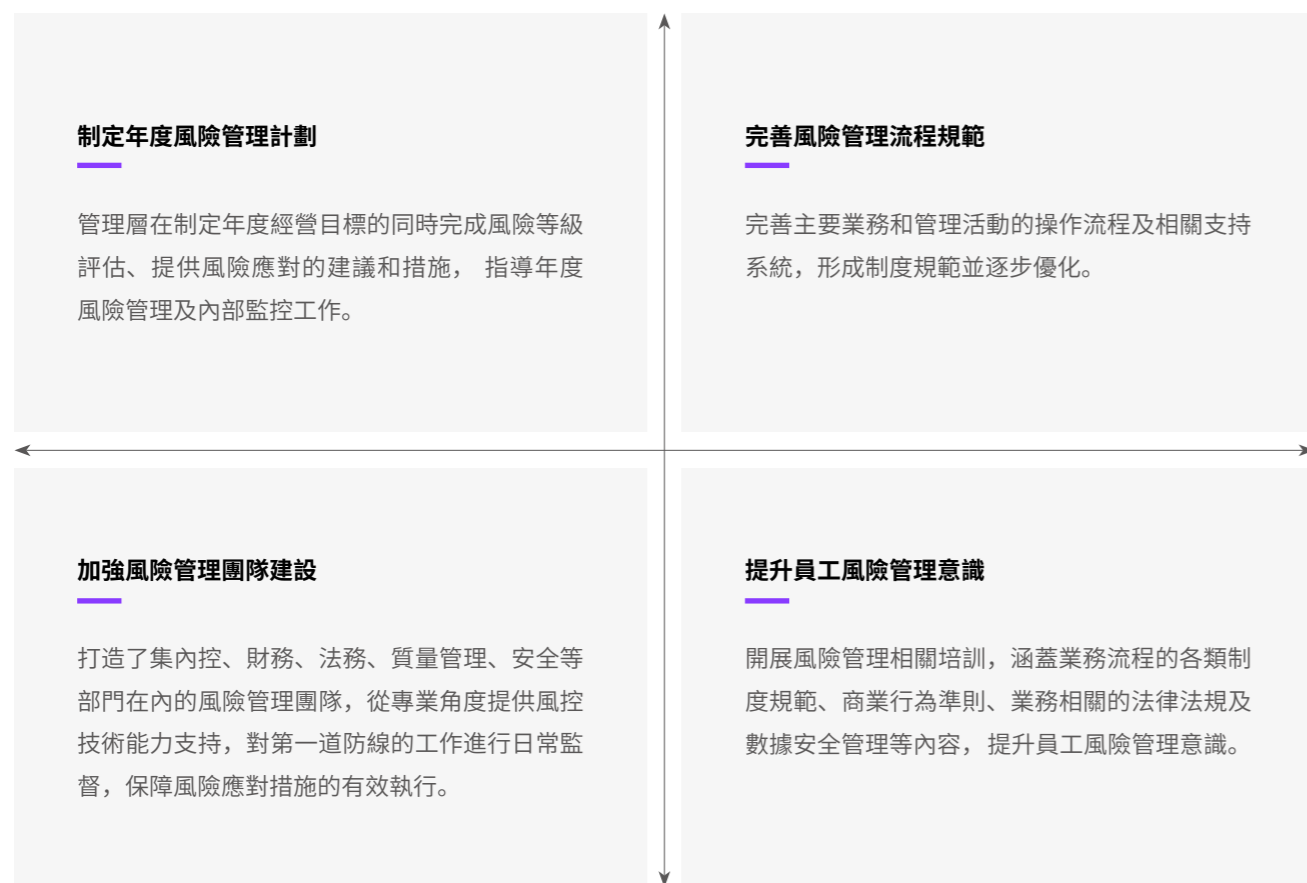 制定年度風險管理計劃
管理層在制定年度經營目標的同時完成風險等級
評估、提供風險應對的建議和措施， 指導年度
風險管理及內部監控工作。
完善風險管理流程規範
完善主要業務和管理活動的操作流程及相關支持
系統，形成制度規範並逐步優化。
加強風險管理團隊建設
打造了集內控、財務、法務、質量管理、安全等
部門在內的風險管理團隊，從專業角度提供風控
技術能力支持，對第一道防線的工作進行日常監
督，保障風險應對措施的有效執行。
提升員工風險管理意識
開展風險管理相關培訓，涵蓋業務流程的各類制
度規範、商業行為準則、業務相關的法律法規及
數據安全管理等內容， 提升員工風險管理意識。